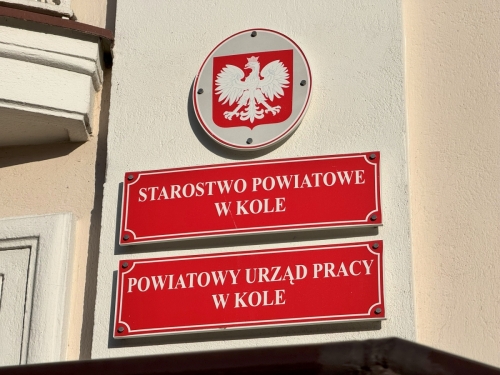 STAROSTWO POWIATOWE
W KOLE
POWIATOWY URZĄD PRACY
W KOLE